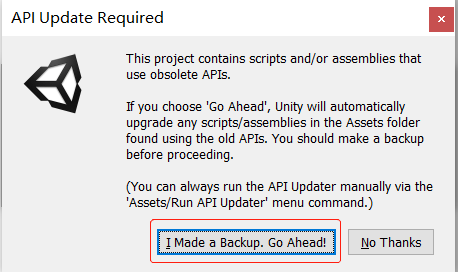 API Update Required
This project contains scripts and/or assemblies that
use obsolete APIs.
If you choose 'Go Ahead', Unity will automatically
upgrade any scripts/assemblies in the Assets folder
found using the old APIs. You should make a backup
before proceeding.
(You can always run the API Updater manually via the
'Assets/Run API Updater' menu command.)
I Made a Backup. Go Ahead!
No Thanks